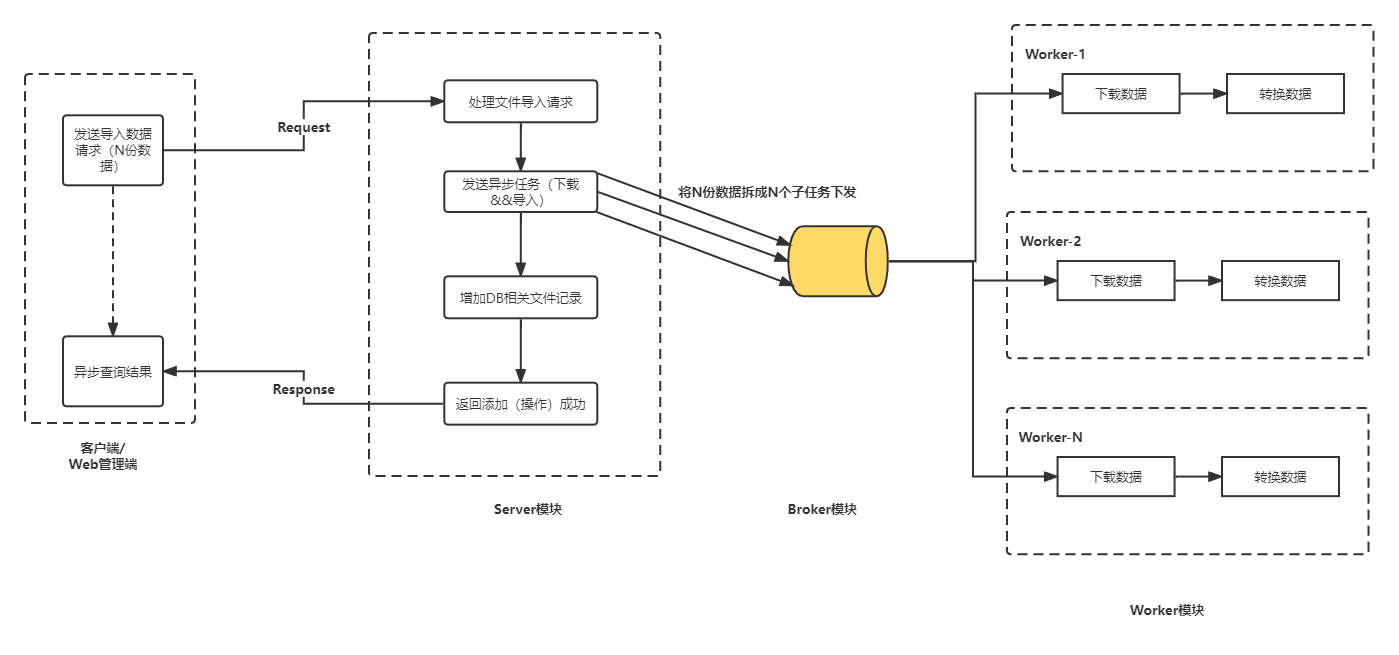 发送导入数据
请求（N份数
据）
异步查询结果
客户端/
Web管理端
Request
Response
处理文件导入请求
发送异步任务（下载
&&导入）
增加DB相关文件记录
返回添加（操作）成功
Server模块
将N份数据拆成N个子任务下发
Broker模块
Worker-1
下载数据
转换数据
Worker-2
下载数据
转换数据
Worker-N
下载数据
转换数据
Worker模块